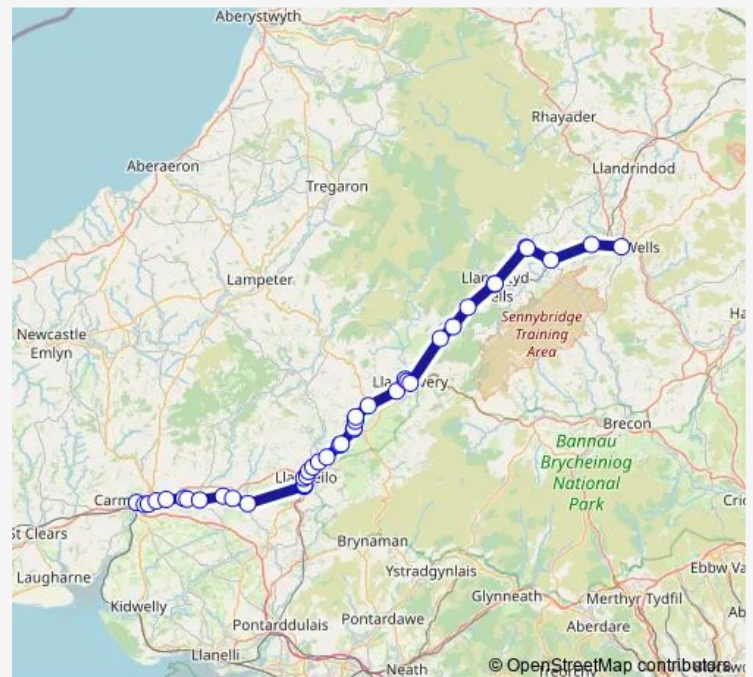 Aberystwyth
Rhayader
Aberaeron
Llandrindod
Tregaron
Wells
Lampeter
Sennybridge
Training
Area
Newcastle
Emlyn
Brecon
Bannau
Brycheiniog
National
Park
St Clears
Brynaman
Laugharne
Ystradgynlais
Ebbw Va
Kidwelly
Glynneath
Merthyr Tydfil
Pontarddulais
Pontardawe
Aberdare
Llanelli
Neath
© OpenStreetMap contributors